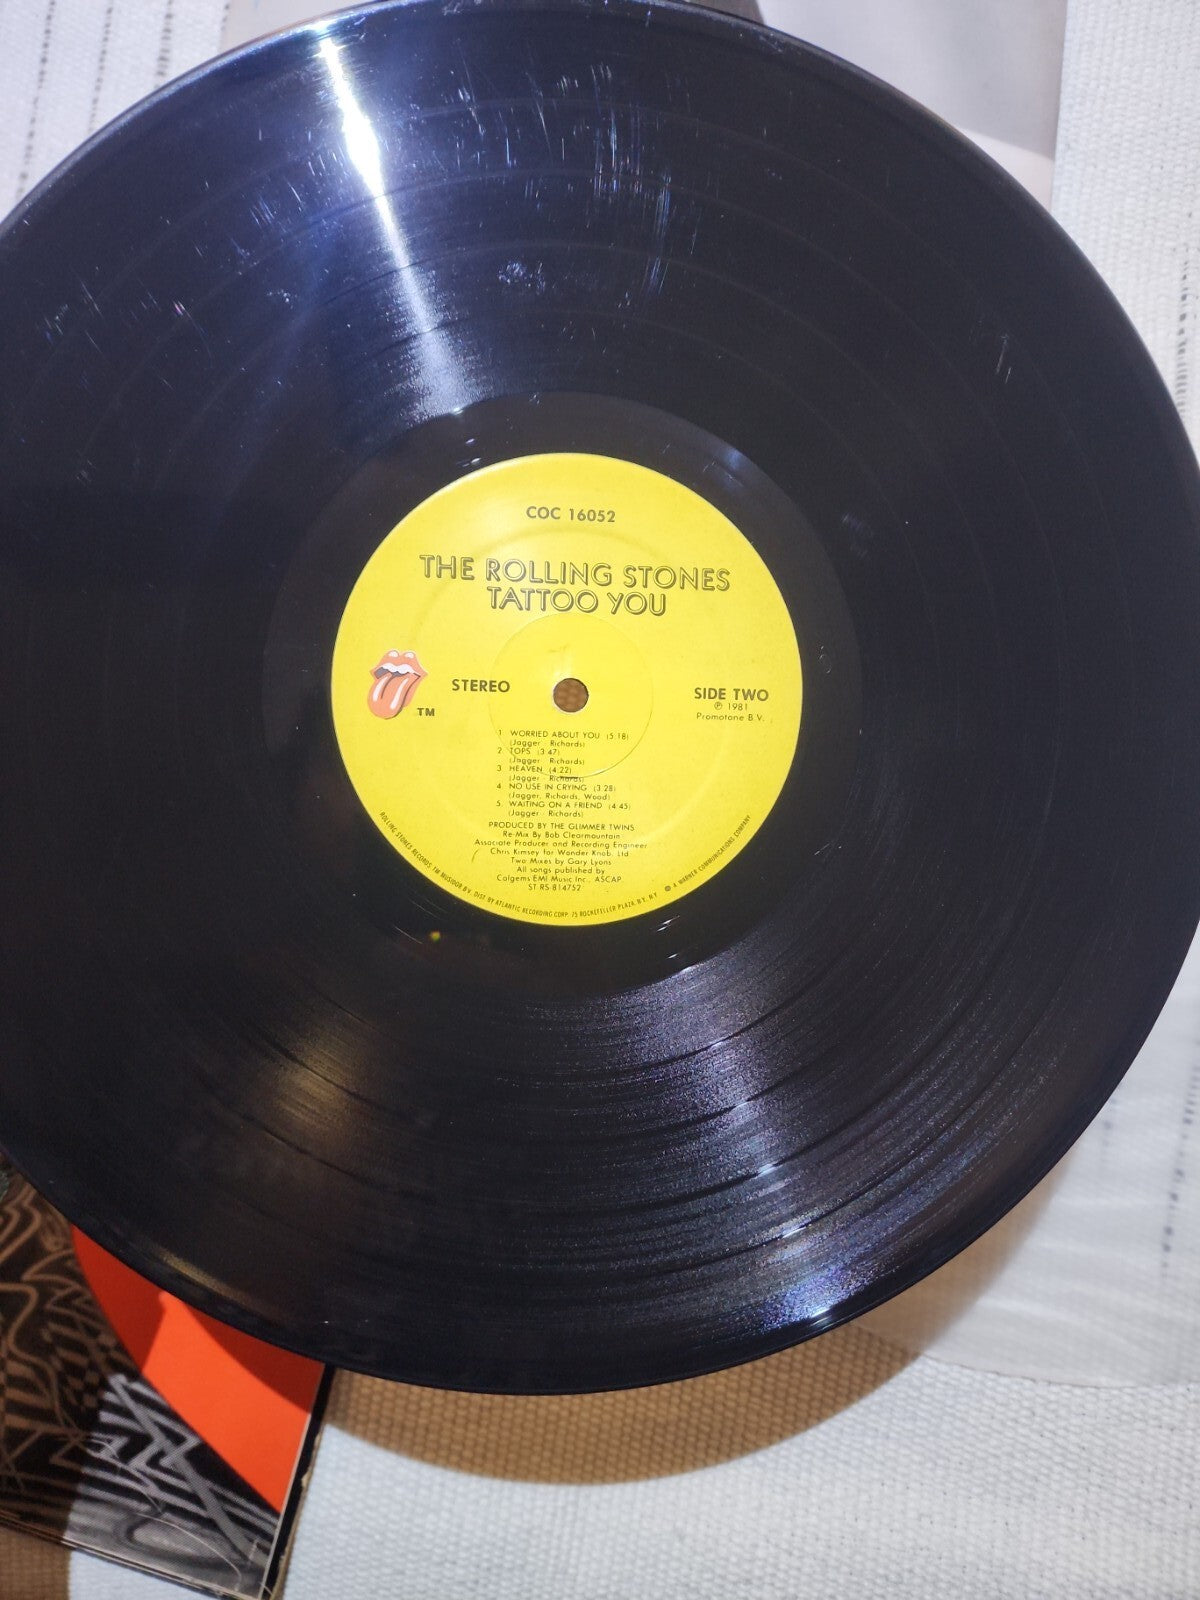 COC 16052
THE ROLLING STONES
TATTOO YOU
STEREO
TM
SIDE TWO
℗ 1981
Promotone B.V.
1 WORRIED ABOUT YOU (5:18)
(Jagger - Richards)
2 TOPS (3:47)
(Jagger - Richards)
3 HEAVEN (4:22)
(Jagger - Richards)
4 NO USE IN CRYING (3:28)
(Jagger, Richards, Wood)
5 WAITING ON A FRIEND (4:45)
(Jagger - Richards)
PRODUCED BY THE GLIMMER TWINS
Re-Mix By Bob Clearmountain
Associate Producer and Recording Engineer
Chris Kimsey for Wonder Knob, Ltd
Two Mixes by Gary Lyons
All songs published by
Colgems EMI Music Inc., ASCAP
ST RS 814752
ROLLING STONES RECORDS TM MUSIDOR B.V. DIST. BY ATLANTIC RECORDING CORP. 75 ROCKEFELLER PLAZA, N.Y. N.Y. A WARNER COMMUNICATIONS COMPANY